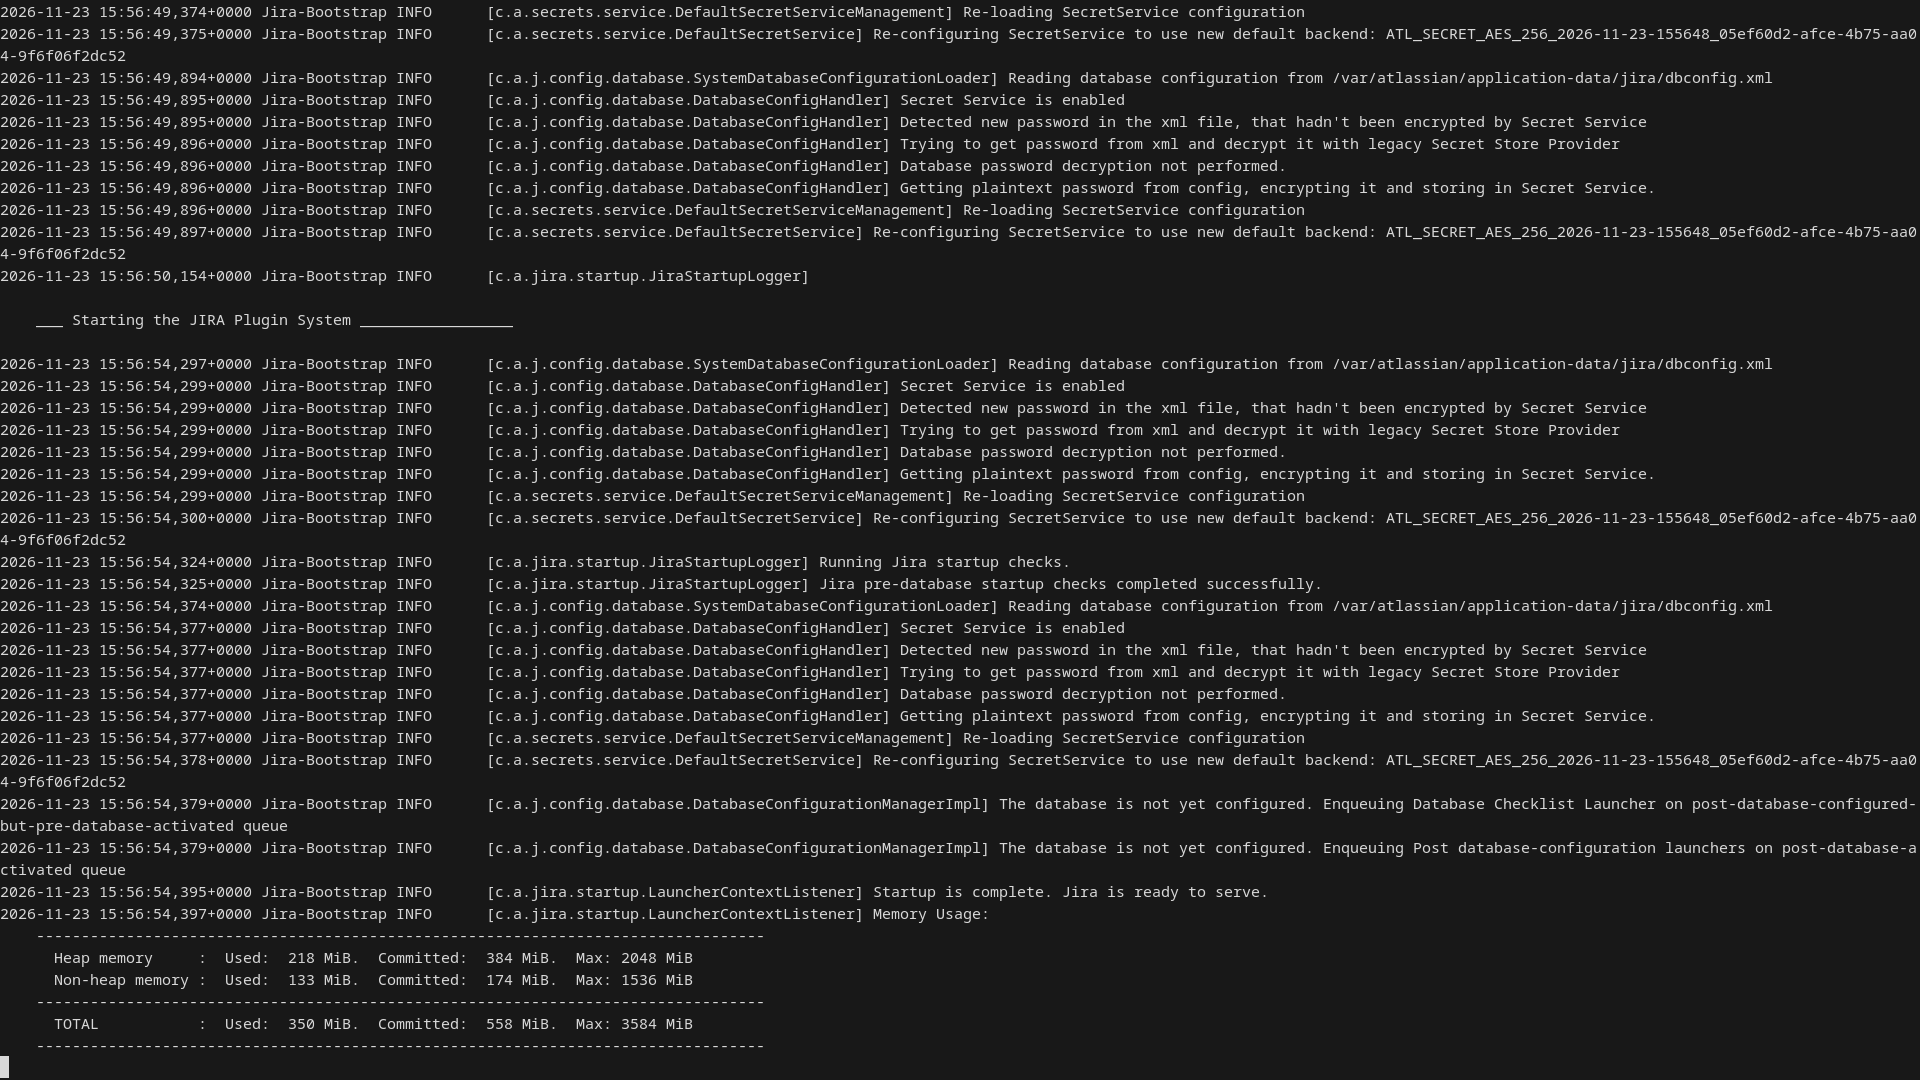 2026-11-23 15:56:49,374+0000 Jira-Bootstrap INFO      [c.a.secrets.service.DefaultSecretServiceManagement] Re-loading SecretService configuration
2026-11-23 15:56:49,375+0000 Jira-Bootstrap INFO      [c.a.secrets.service.DefaultSecretService] Re-configuring SecretService to use new default backend: ATL_SECRET_AES_256_2026-11-23-155648_05ef60d2-afce-4b75-aa0
4-9f6f06f2dc52
2026-11-23 15:56:49,894+0000 Jira-Bootstrap INFO      [c.a.j.config.database.SystemDatabaseConfigurationLoader] Reading database configuration from /var/atlassian/application-data/jira/dbconfig.xml
2026-11-23 15:56:49,895+0000 Jira-Bootstrap INFO      [c.a.j.config.database.DatabaseConfigHandler] Secret Service is enabled
2026-11-23 15:56:49,895+0000 Jira-Bootstrap INFO      [c.a.j.config.database.DatabaseConfigHandler] Detected new password in the xml file, that hadn't been encrypted by Secret Service
2026-11-23 15:56:49,896+0000 Jira-Bootstrap INFO      [c.a.j.config.database.DatabaseConfigHandler] Trying to get password from xml and decrypt it with legacy Secret Store Provider
2026-11-23 15:56:49,896+0000 Jira-Bootstrap INFO      [c.a.j.config.database.DatabaseConfigHandler] Database password decryption not performed.
2026-11-23 15:56:49,896+0000 Jira-Bootstrap INFO      [c.a.j.config.database.DatabaseConfigHandler] Getting plaintext password from config, encrypting it and storing in Secret Service.
2026-11-23 15:56:49,896+0000 Jira-Bootstrap INFO      [c.a.secrets.service.DefaultSecretServiceManagement] Re-loading SecretService configuration
2026-11-23 15:56:49,897+0000 Jira-Bootstrap INFO      [c.a.secrets.service.DefaultSecretService] Re-configuring SecretService to use new default backend: ATL_SECRET_AES_256_2026-11-23-155648_05ef60d2-afce-4b75-aa0
4-9f6f06f2dc52
2026-11-23 15:56:50,154+0000 Jira-Bootstrap INFO      [c.a.jira.startup.JiraStartupLogger]
    ___ Starting the JIRA Plugin System _________________
2026-11-23 15:56:54,297+0000 Jira-Bootstrap INFO      [c.a.j.config.database.SystemDatabaseConfigurationLoader] Reading database configuration from /var/atlassian/application-data/jira/dbconfig.xml
2026-11-23 15:56:54,299+0000 Jira-Bootstrap INFO      [c.a.j.config.database.DatabaseConfigHandler] Secret Service is enabled
2026-11-23 15:56:54,299+0000 Jira-Bootstrap INFO      [c.a.j.config.database.DatabaseConfigHandler] Detected new password in the xml file, that hadn't been encrypted by Secret Service
2026-11-23 15:56:54,299+0000 Jira-Bootstrap INFO      [c.a.j.config.database.DatabaseConfigHandler] Trying to get password from xml and decrypt it with legacy Secret Store Provider
2026-11-23 15:56:54,299+0000 Jira-Bootstrap INFO      [c.a.j.config.database.DatabaseConfigHandler] Database password decryption not performed.
2026-11-23 15:56:54,299+0000 Jira-Bootstrap INFO      [c.a.j.config.database.DatabaseConfigHandler] Getting plaintext password from config, encrypting it and storing in Secret Service.
2026-11-23 15:56:54,299+0000 Jira-Bootstrap INFO      [c.a.secrets.service.DefaultSecretServiceManagement] Re-loading SecretService configuration
2026-11-23 15:56:54,300+0000 Jira-Bootstrap INFO      [c.a.secrets.service.DefaultSecretService] Re-configuring SecretService to use new default backend: ATL_SECRET_AES_256_2026-11-23-155648_05ef60d2-afce-4b75-aa0
4-9f6f06f2dc52
2026-11-23 15:56:54,324+0000 Jira-Bootstrap INFO      [c.a.jira.startup.JiraStartupLogger] Running Jira startup checks.
2026-11-23 15:56:54,325+0000 Jira-Bootstrap INFO      [c.a.jira.startup.JiraStartupLogger] Jira pre-database startup checks completed successfully.
2026-11-23 15:56:54,374+0000 Jira-Bootstrap INFO      [c.a.j.config.database.SystemDatabaseConfigurationLoader] Reading database configuration from /var/atlassian/application-data/jira/dbconfig.xml
2026-11-23 15:56:54,377+0000 Jira-Bootstrap INFO      [c.a.j.config.database.DatabaseConfigHandler] Secret Service is enabled
2026-11-23 15:56:54,377+0000 Jira-Bootstrap INFO      [c.a.j.config.database.DatabaseConfigHandler] Detected new password in the xml file, that hadn't been encrypted by Secret Service
2026-11-23 15:56:54,377+0000 Jira-Bootstrap INFO      [c.a.j.config.database.DatabaseConfigHandler] Trying to get password from xml and decrypt it with legacy Secret Store Provider
2026-11-23 15:56:54,377+0000 Jira-Bootstrap INFO      [c.a.j.config.database.DatabaseConfigHandler] Database password decryption not performed.
2026-11-23 15:56:54,377+0000 Jira-Bootstrap INFO      [c.a.j.config.database.DatabaseConfigHandler] Getting plaintext password from config, encrypting it and storing in Secret Service.
2026-11-23 15:56:54,377+0000 Jira-Bootstrap INFO      [c.a.secrets.service.DefaultSecretServiceManagement] Re-loading SecretService configuration
2026-11-23 15:56:54,378+0000 Jira-Bootstrap INFO      [c.a.secrets.service.DefaultSecretService] Re-configuring SecretService to use new default backend: ATL_SECRET_AES_256_2026-11-23-155648_05ef60d2-afce-4b75-aa0
4-9f6f06f2dc52
2026-11-23 15:56:54,379+0000 Jira-Bootstrap INFO      [c.a.j.config.database.DatabaseConfigurationManagerImpl] The database is not yet configured. Enqueuing Database Checklist Launcher on post-database-configured-
but-pre-database-activated queue
2026-11-23 15:56:54,379+0000 Jira-Bootstrap INFO      [c.a.j.config.database.DatabaseConfigurationManagerImpl] The database is not yet configured. Enqueuing Post database-configuration launchers on post-database-a
ctivated queue
2026-11-23 15:56:54,395+0000 Jira-Bootstrap INFO      [c.a.jira.startup.LauncherContextListener] Startup is complete. Jira is ready to serve.
2026-11-23 15:56:54,397+0000 Jira-Bootstrap INFO      [c.a.jira.startup.LauncherContextListener] Memory Usage:
    ---------------------------------------------------------------------------------
      Heap memory     :  Used:  218 MiB.  Committed:  384 MiB.  Max: 2048 MiB
      Non-heap memory :  Used:  133 MiB.  Committed:  174 MiB.  Max: 1536 MiB
    ---------------------------------------------------------------------------------
      TOTAL           :  Used:  350 MiB.  Committed:  558 MiB.  Max: 3584 MiB
    ---------------------------------------------------------------------------------